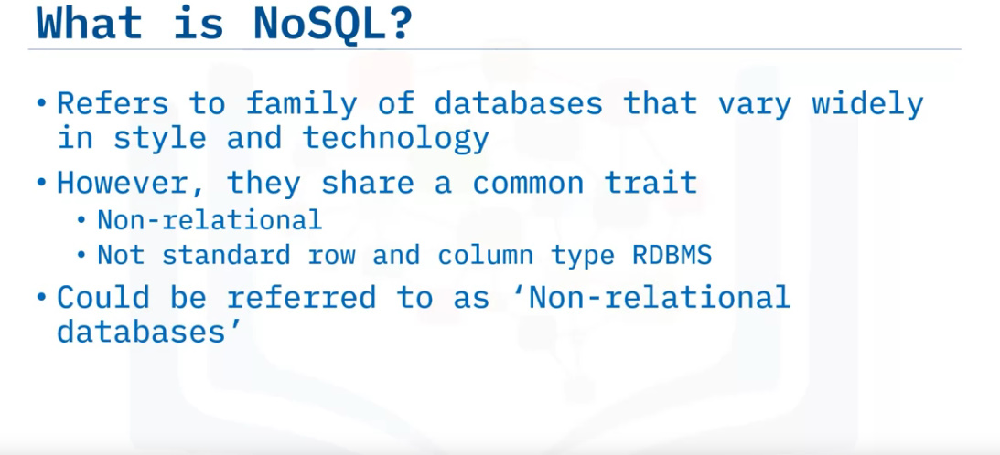 What is NoSQL?
• Refers to family of databases that vary widely
in style and technology
• However, they share a common trait
• Non-relational
• Not standard row and column type RDBMS
• Could be referred to as ‘Non-relational
databases’